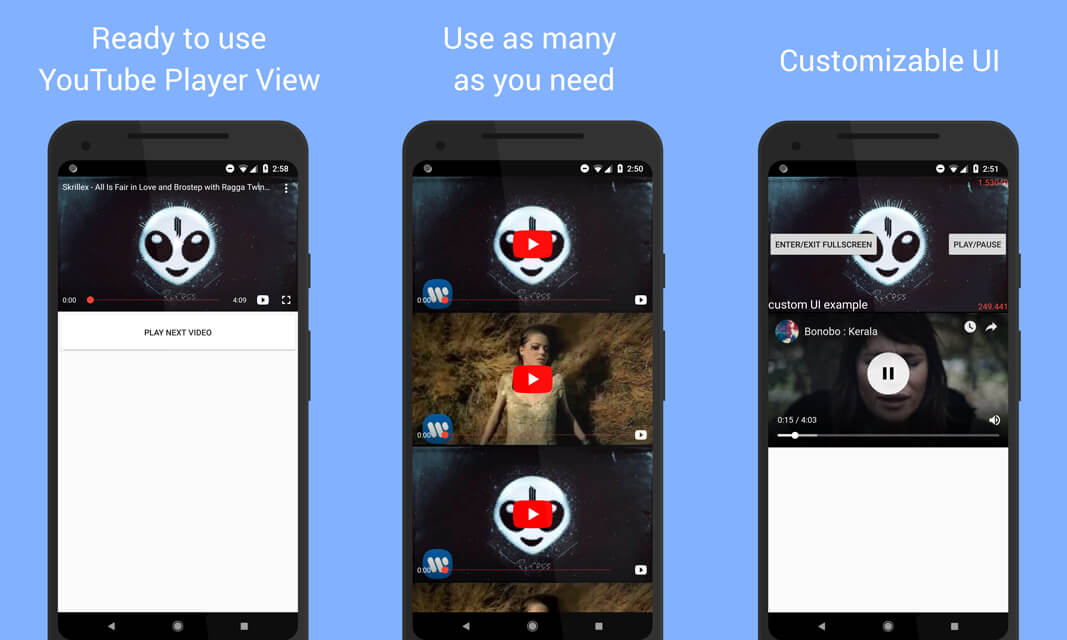 Ready to use
YouTube Player View
2:58
Skrillex - All Is Fair in Love and Brostep with Ragga Twin...
0:00
4:09
PLAY NEXT VIDEO
Use as many
as you need
2:50
0:00
0:00
0:00
Customizable UI
2:51
ENTER/EXIT FULLSCREEN
PLAY/PAUSE
custom UI example
249.441
Bonobo : Kerala
0:15 / 4:03